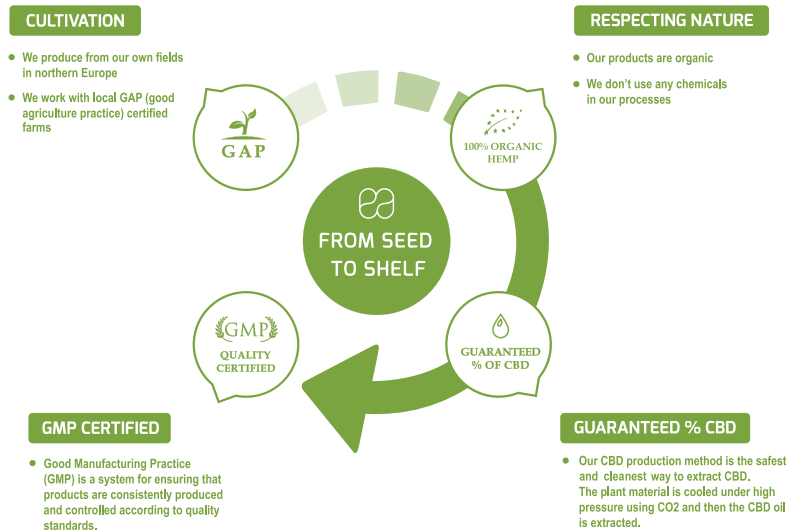 CULTIVATION
We produce from our own fields
in northern Europe
We work with local GAP (good
agriculture practice) certified
farms
RESPECTING NATURE
Our products are organic
We don't use any chemicals
in our processes
GAP
100% ORGANIC
HEMP
FROM SEED
TO SHELF
GMP
QUALITY
CERTIFIED
GUARANTEED
% OF CBD
GMP CERTIFIED
Good Manufacturing Practice
(GMP) is a system for ensuring that
products are consistently produced
and controlled according to quality
standards.
GUARANTEED % CBD
Our CBD production method is the safest
and cleanest way to extract CBD.
The plant material is cooled under high
pressure using CO2 and then the CBD oil
is extracted.